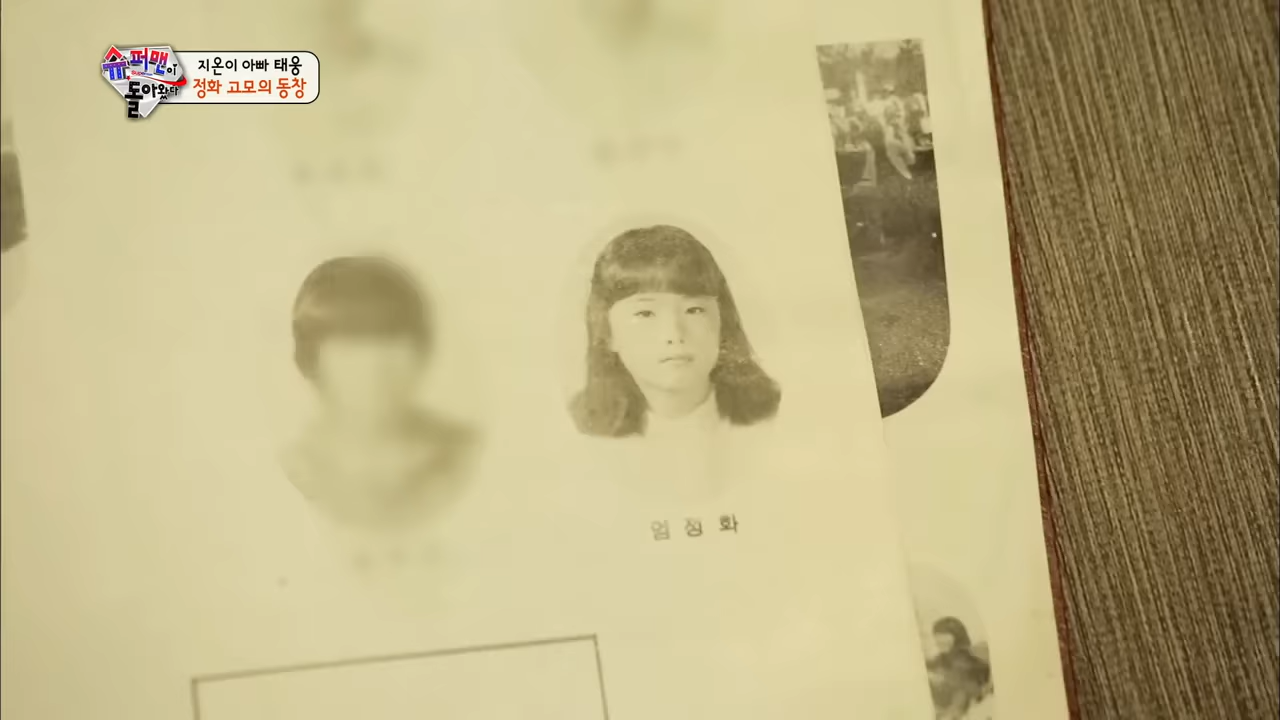 슈퍼맨이
돌아왔다
지온이 아빠 태웅
정화 고모의 동창
엄정화